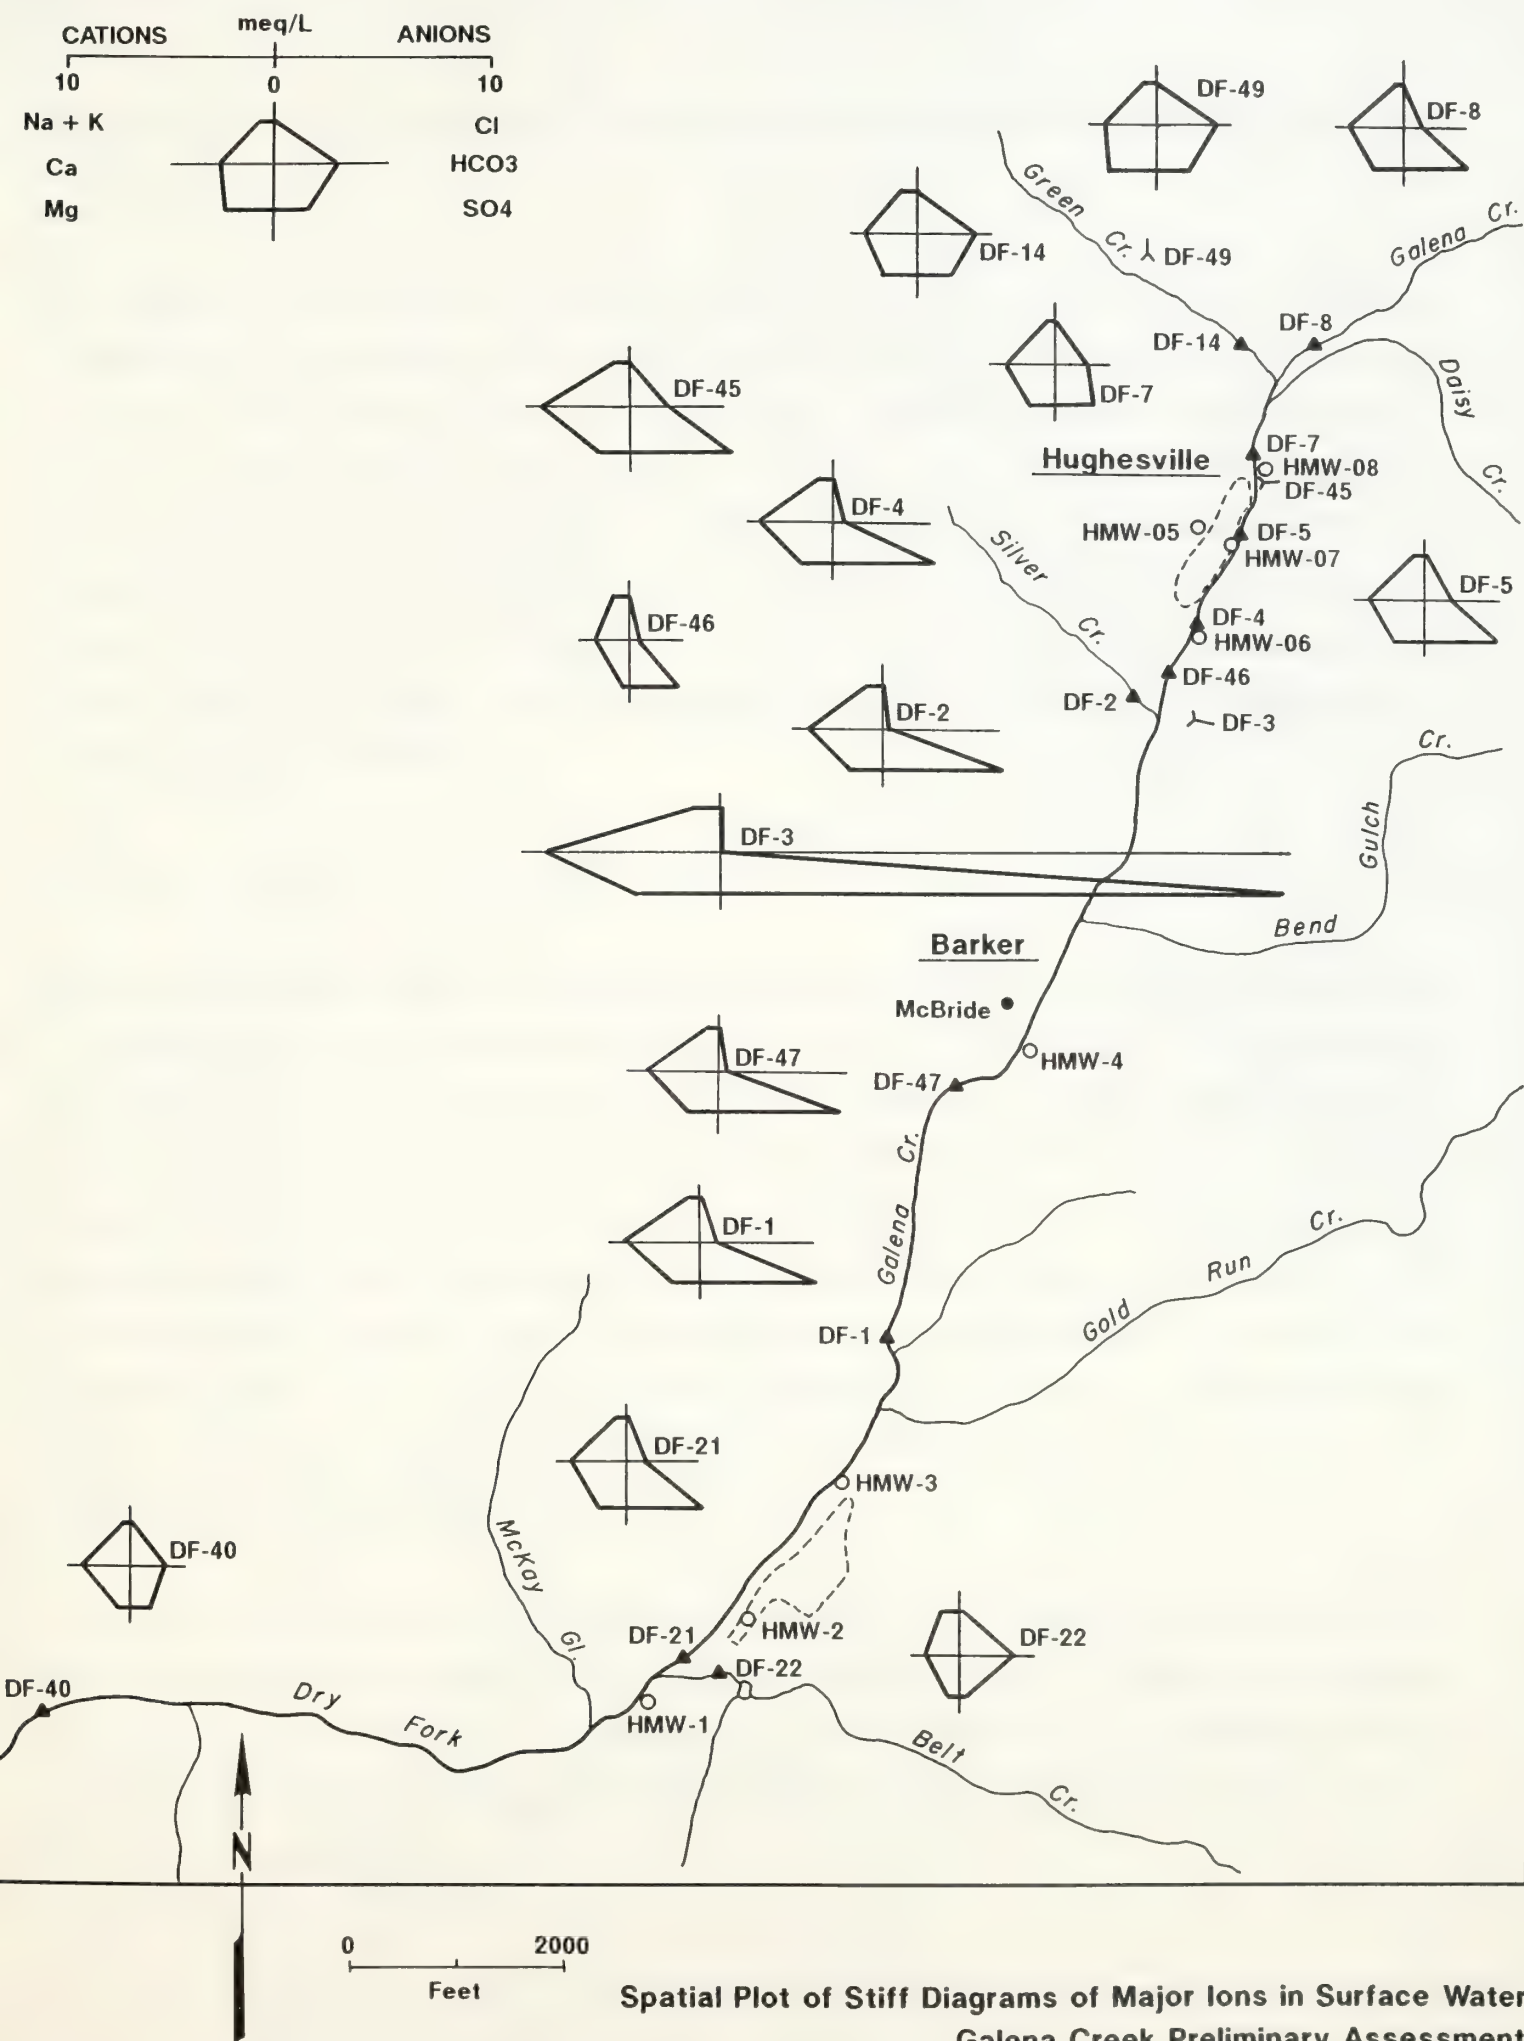 CATIONS meq/L ANIONS
10 0 10
Na + K Cl
Ca HCO3
Mg SO4
DF-49
DF-8
DF-14
Green Cr.
DF-49
Galena Cr.
DF-14
DF-8
DF-7
Daisy Cr.
DF-45
Hughesville
DF-7
HMW-08
DF-45
DF-4
HMW-05
DF-5
HMW-07
Silver Cr.
DF-5
DF-46
DF-4
HMW-06
DF-46
DF-2
DF-2
DF-3
Cr.
Gulch
Bend
DF-3
Barker
McBride
HMW-4
DF-47
DF-47
Galena Cr.
DF-1
Gold Run Cr.
DF-1
DF-21
HMW-3
McKay Gl.
DF-40
DF-21
HMW-2
DF-22
DF-22
DF-40
HMW-1
Dry Fork
Belt Cr.
N
0 2000
Feet
Spatial Plot of Stiff Diagrams of Major Ions in Surface Water
Galena Creek Preliminary Assessment